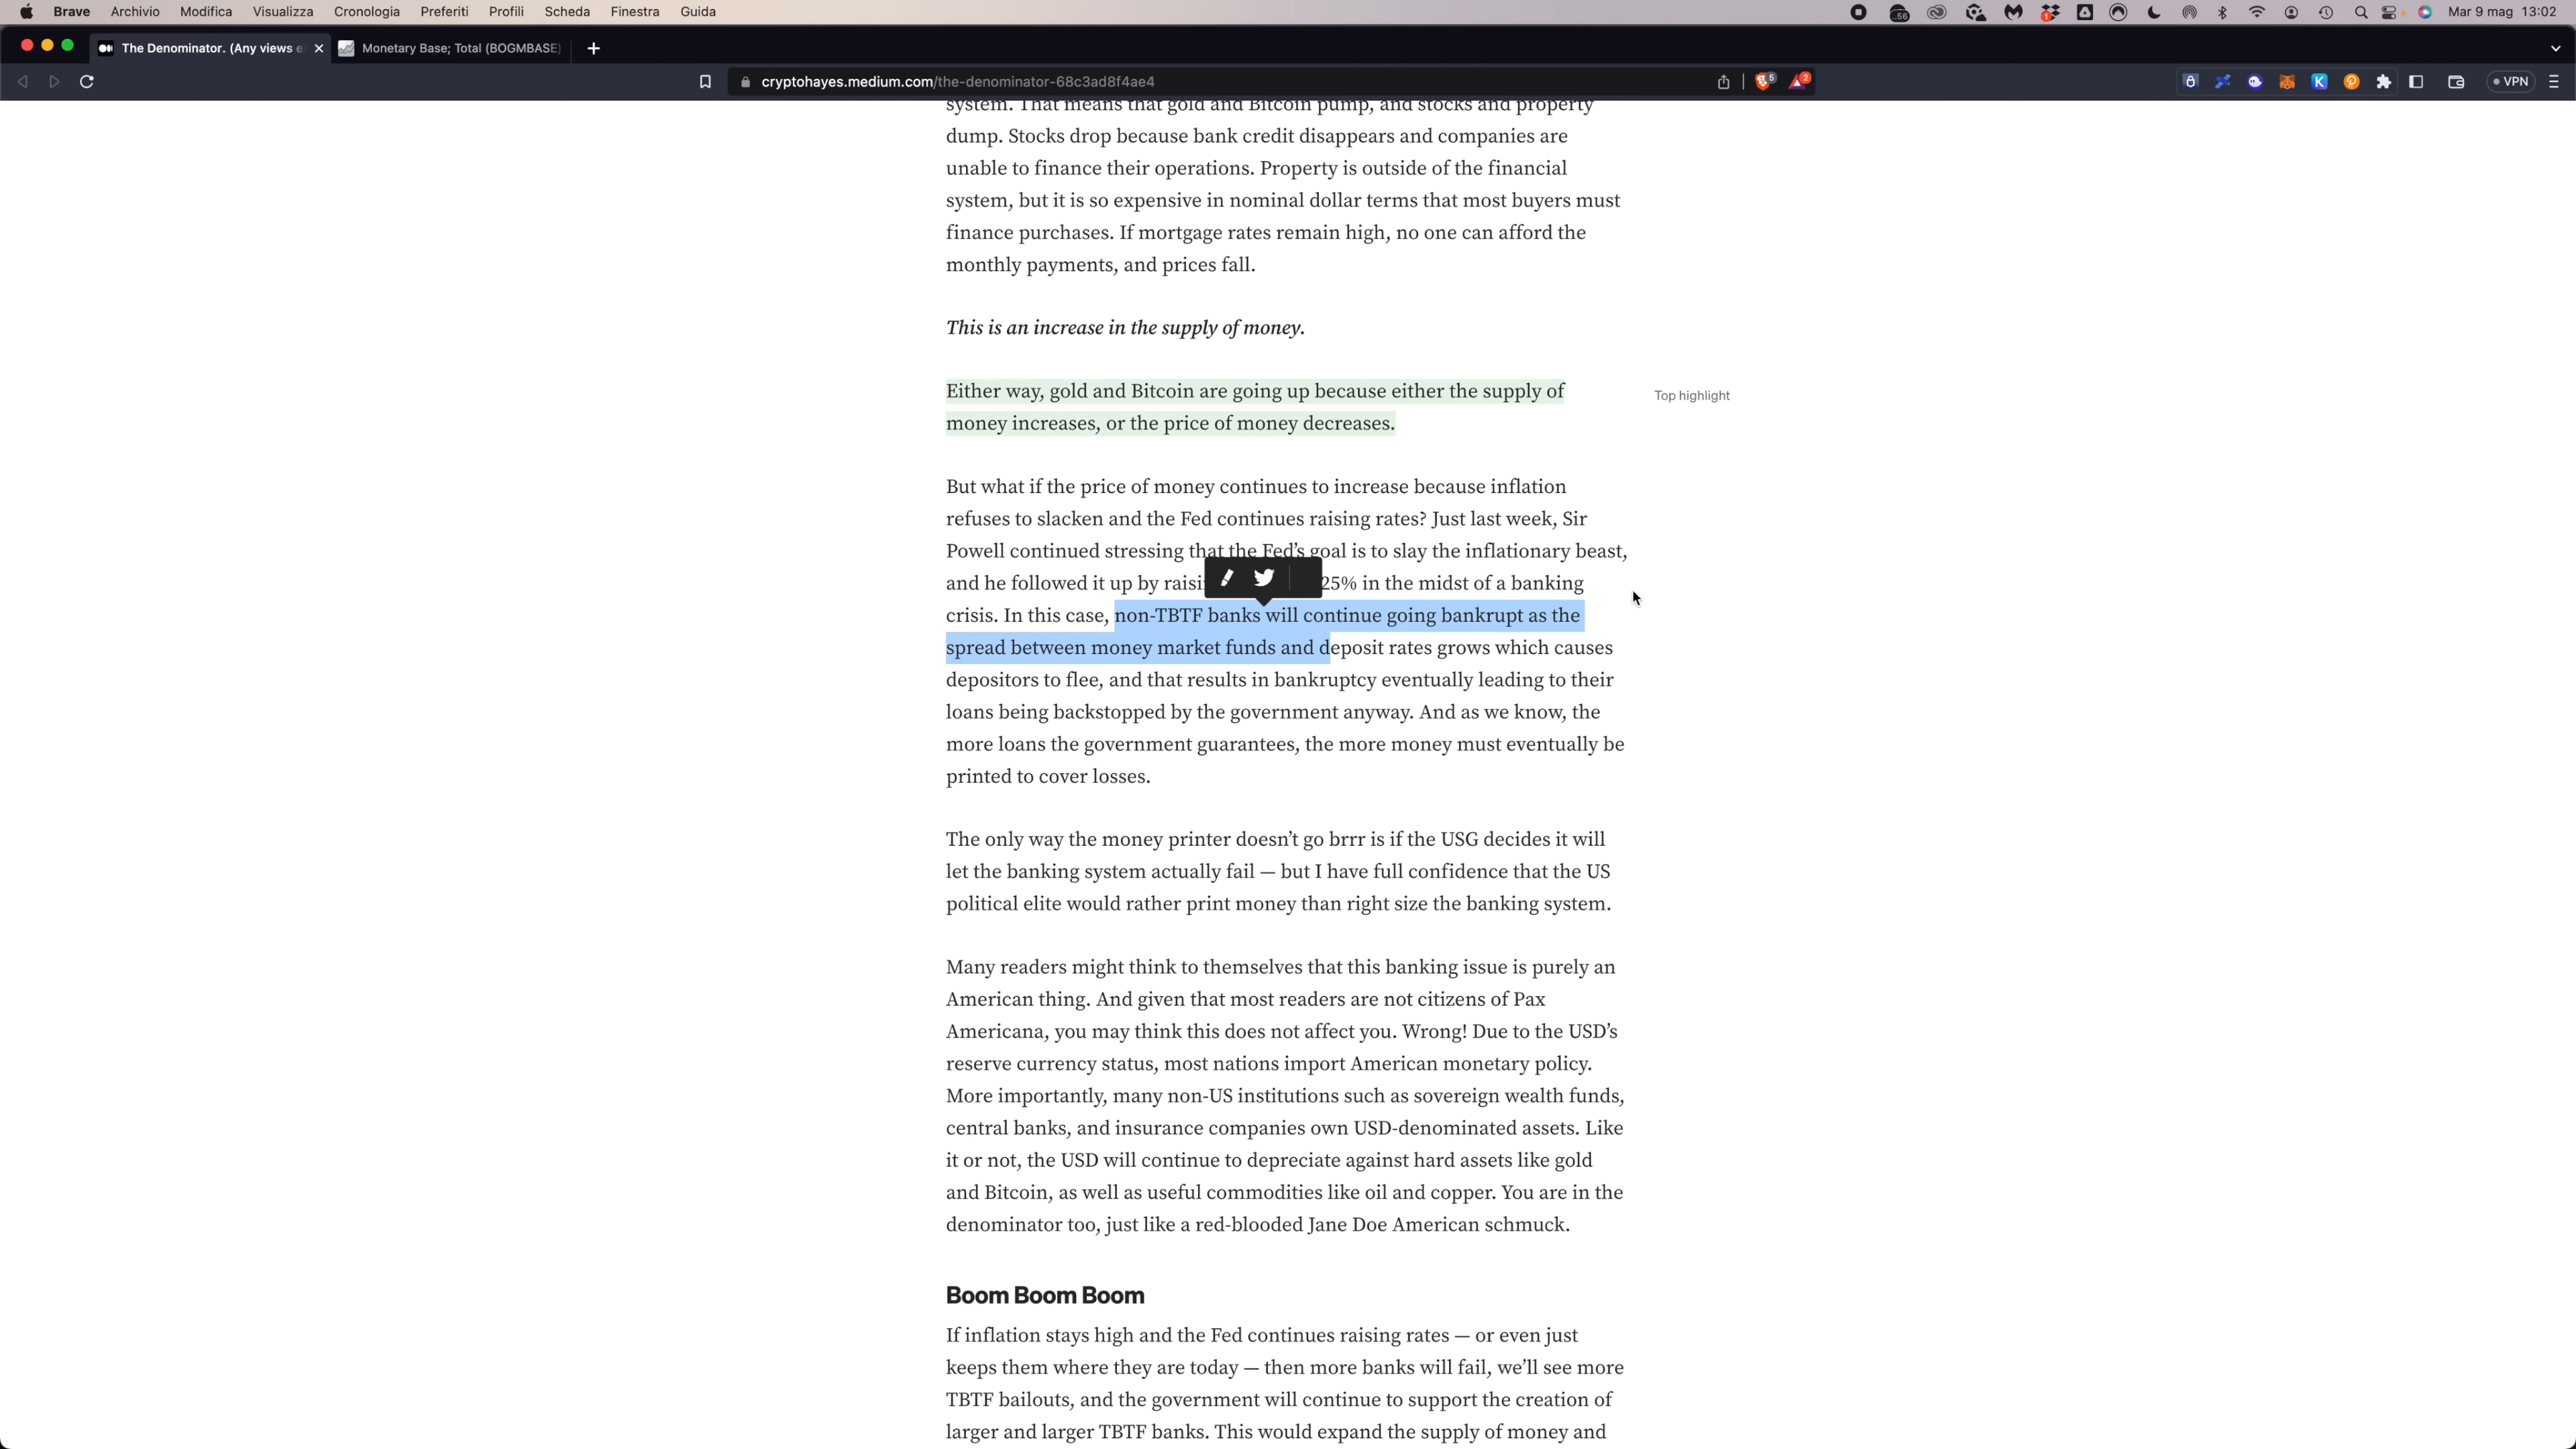 Brave Archivio Modifica Visualizza Cronologia Preferiti Profili Scheda Finestra Guida Mar 9 mag 13:02
The Denominator. (Any views e Monetary Base; Total (BOGMBASE)
cryptohayes.medium.com/the-denominator-68c3ad8f4ae4 VPN
system. That means that gold and Bitcoin pump, and stocks and property
dump. Stocks drop because bank credit disappears and companies are
unable to finance their operations. Property is outside of the financial
system, but it is so expensive in nominal dollar terms that most buyers must
finance purchases. If mortgage rates remain high, no one can afford the
monthly payments, and prices fall.
This is an increase in the supply of money.
Either way, gold and Bitcoin are going up because either the supply of
money increases, or the price of money decreases.
Top highlight
But what if the price of money continues to increase because inflation
refuses to slacken and the Fed continues raising rates? Just last week, Sir
Powell continued stressing that the Fed's goal is to slay the inflationary beast,
and he followed it up by raisi 25% in the midst of a banking
crisis. In this case, non-TBTF banks will continue going bankrupt as the
spread between money market funds and deposit rates grows which causes
depositors to flee, and that results in bankruptcy eventually leading to their
loans being backstopped by the government anyway. And as we know, the
more loans the government guarantees, the more money must eventually be
printed to cover losses.
The only way the money printer doesn't go brrr is if the USG decides it will
let the banking system actually fail — but I have full confidence that the US
political elite would rather print money than right size the banking system.
Many readers might think to themselves that this banking issue is purely an
American thing. And given that most readers are not citizens of Pax
Americana, you may think this does not affect you. Wrong! Due to the USD's
reserve currency status, most nations import American monetary policy.
More importantly, many non-US institutions such as sovereign wealth funds,
central banks, and insurance companies own USD-denominated assets. Like
it or not, the USD will continue to depreciate against hard assets like gold
and Bitcoin, as well as useful commodities like oil and copper. You are in the
denominator too, just like a red-blooded Jane Doe American schmuck.
Boom Boom Boom
If inflation stays high and the Fed continues raising rates — or even just
keeps them where they are today — then more banks will fail, we'll see more
TBTF bailouts, and the government will continue to support the creation of
larger and larger TBTF banks. This would expand the supply of money and